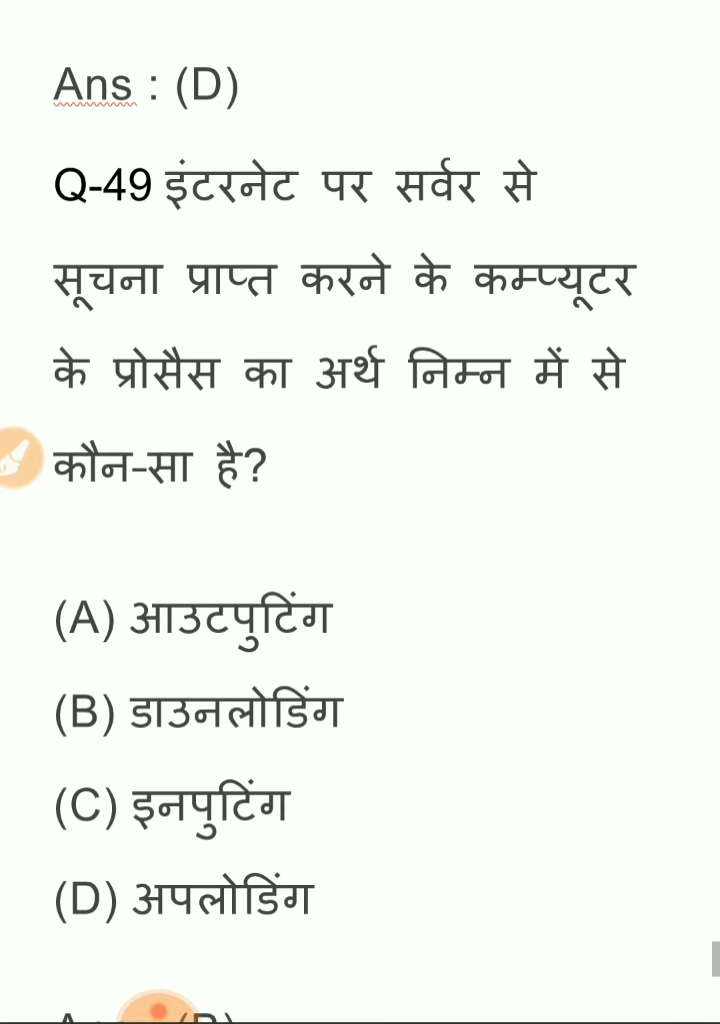 Ans : (D)
Q-49 इंटरनेट पर सर्वर से
सूचना प्राप्त करने के कम्प्यूटर
के प्रोसैस का अर्थ निम्न में से
कौन-सा है?
(A) आउटपुटिंग
(B) डाउनलोडिंग
(C) इनपुटिंग
(D) अपलोडिंग